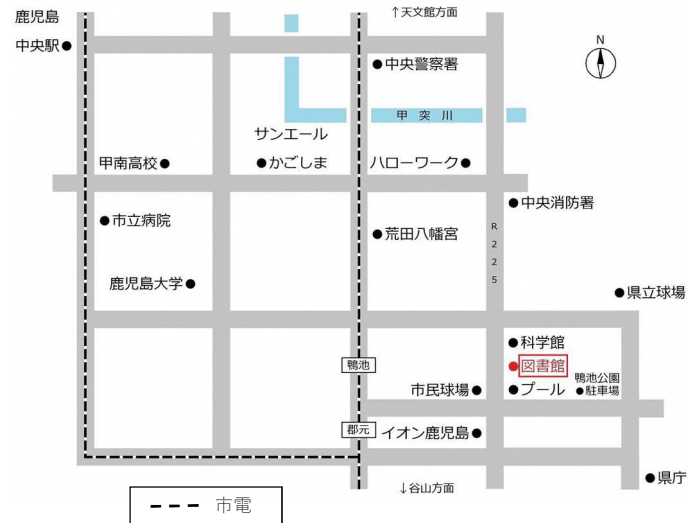 鹿児島
中央駅●
↑天文館方面
N
●中央警察署
甲突川
サンエール
●かごしま
甲南高校●
ハローワーク●
●中央消防署
●市立病院
●荒田八幡宮
R225
鹿児島大学●
●県立球場
●科学館
鴨池
●図書館
鴨池公園
●駐車場
市民球場●
●プール
郡元
イオン鹿児島●
●県庁
↓谷山方面
市電